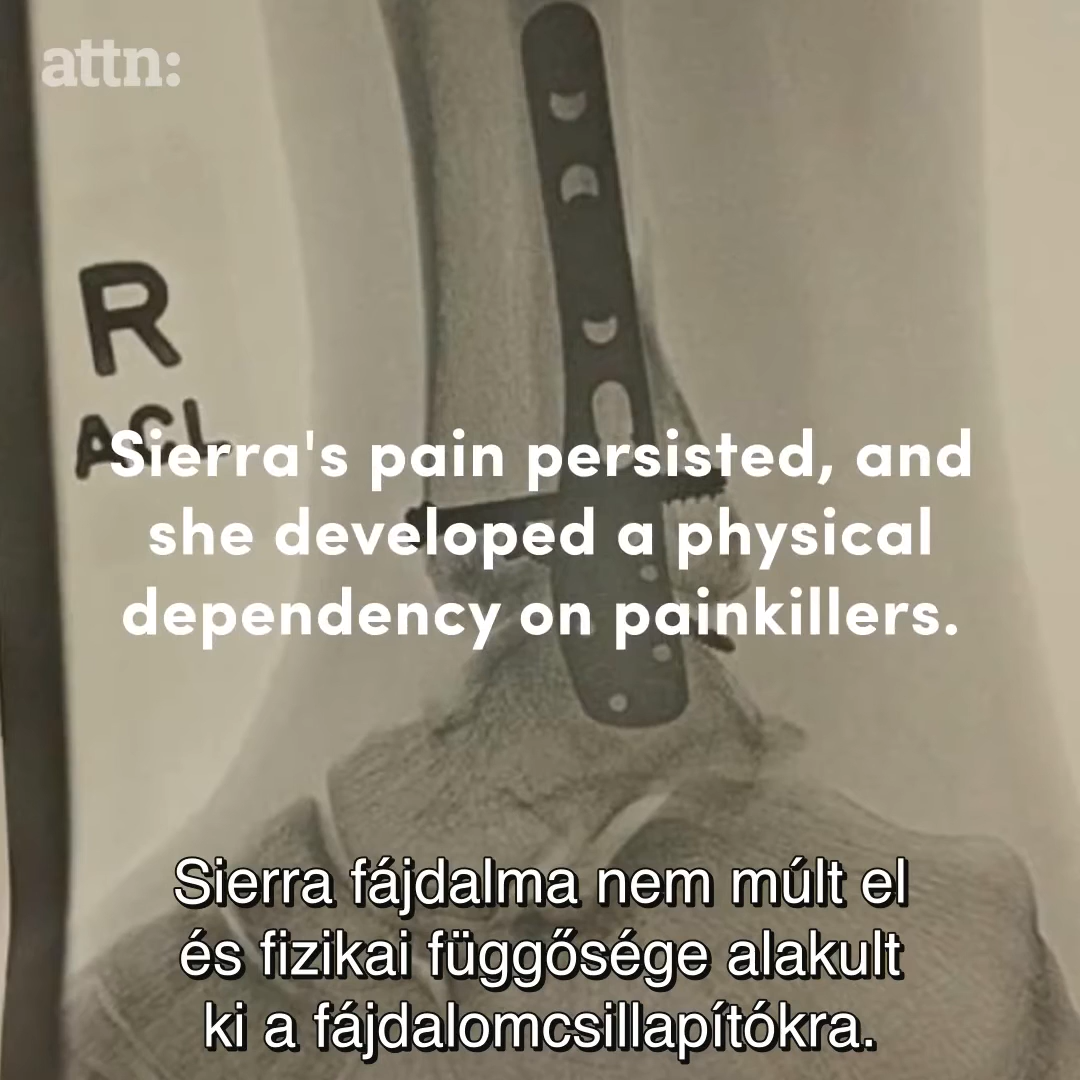 attn:
R
ACL
Sierra's pain persisted, and
she developed a physical
dependency on painkillers.
Sierra fájdalma nem múlt el
és fizikai függősége alakult
ki a fájdalomcsillapítókra.